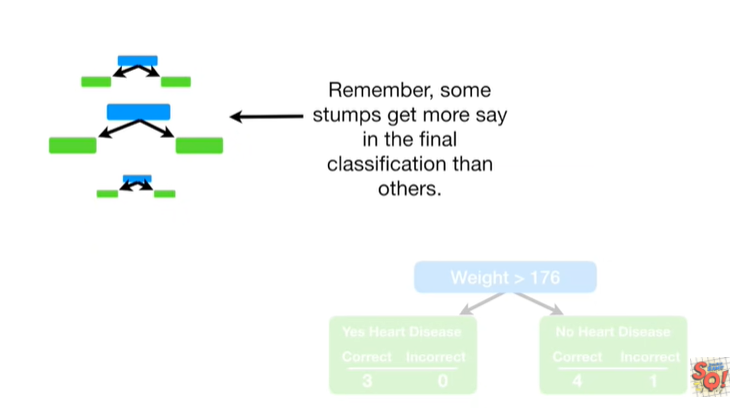 Remember, some
stumps get more say
in the final
classification than
others.
Weight > 176
Yes Heart Disease
Correct Incorrect
3 0
No Heart Disease
Correct Incorrect
4 1
SQ!